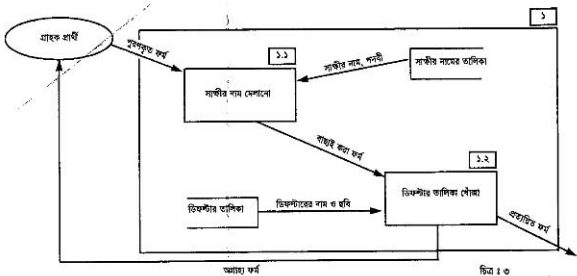 ১
গ্রাহক প্রার্থী
পূরণকৃত ফর্ম
১.১
সাক্ষীর নাম, পদবী
সাক্ষীর নামের তালিকা
সাক্ষীর নাম মেলানো
বাছাই করা ফর্ম
১.২
ডিফল্টার তালিকা
ডিফল্টারের নাম ও ছবি
ডিফল্টার তালিকা খোঁজা
প্রত্যায়িত ফর্ম
অগ্রাহ্য ফর্ম
চিত্র : ৩